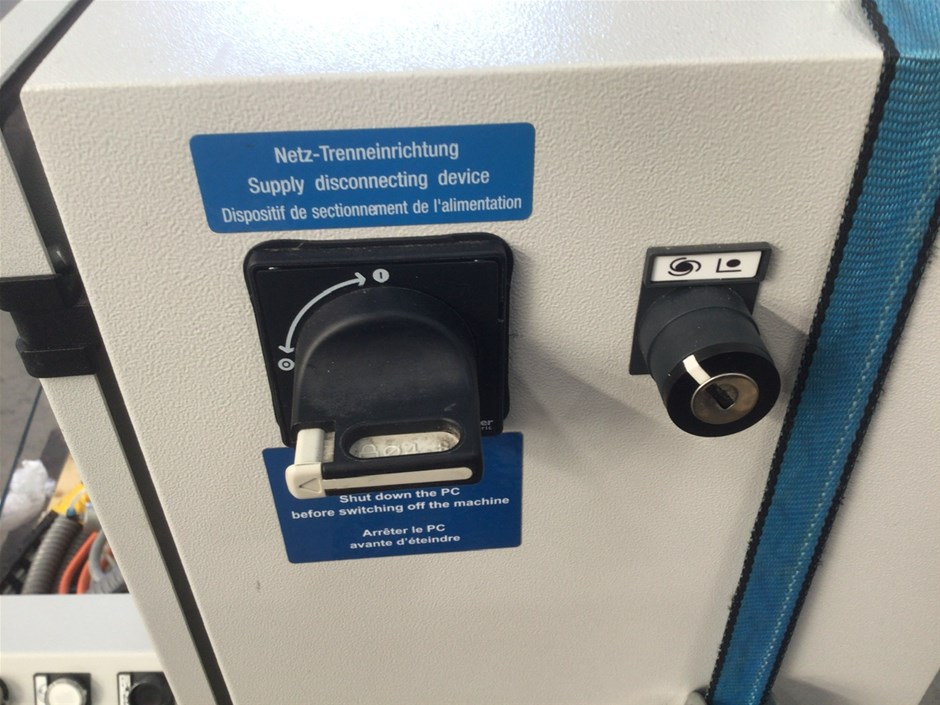 Netz-Trenneinrichtung
Supply disconnecting device
Dispositif de sectionnement de l'alimentation
Shut down the PC
before switching off the machine
Arrêter le PC
avante d'éteindre